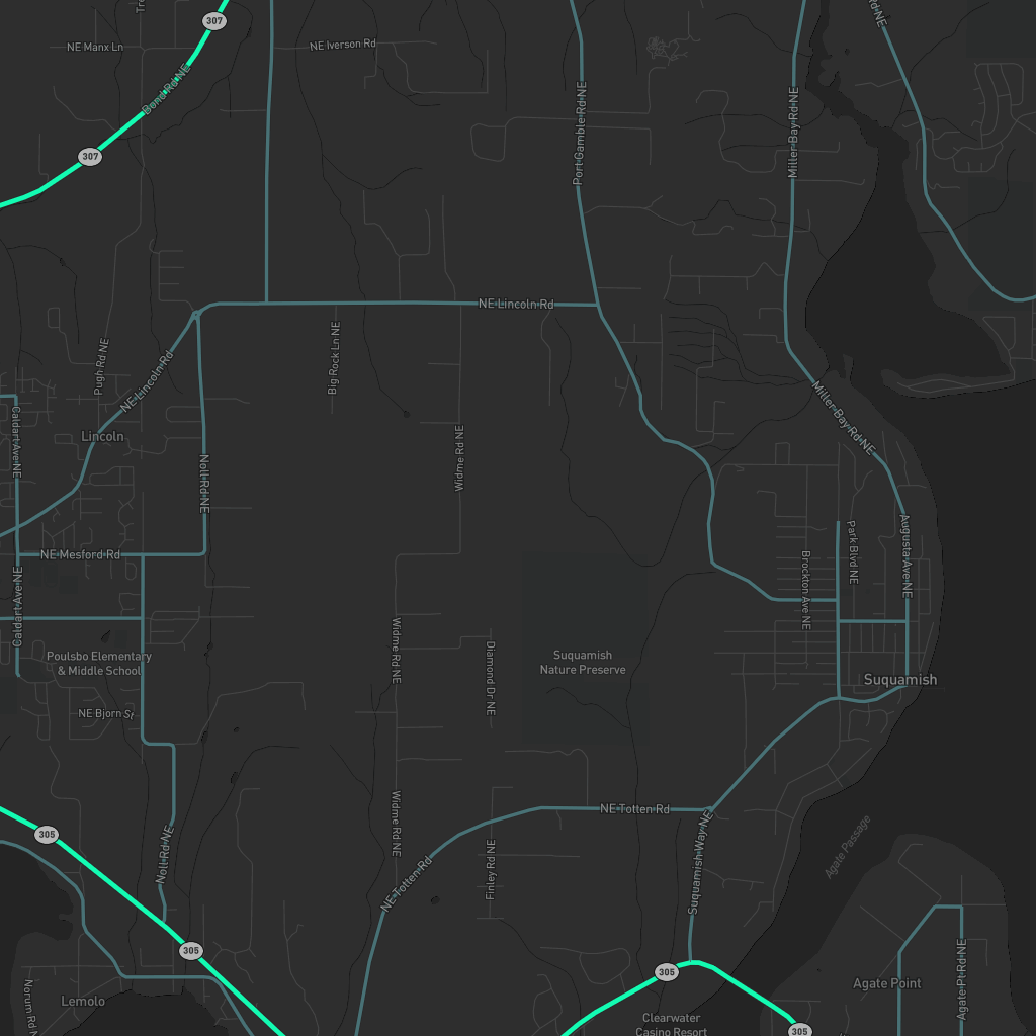 307
NE Manx Ln
NE Iverson Rd
Bond Rd NE
Port Gamble Rd NE
Miller Bay Rd NE
Rd NE
307
NE Lincoln Rd
Pugh Rd NE
Big Rock Ln NE
NE Lincoln Rd
Miller Bay Rd NE
Caldart Ave NE
Lincoln
Noll Rd NE
Widme Rd NE
NE Mesford Rd
Augusta Ave NE
Park Blvd NE
Brockton Ave NE
Caldart Ave NE
Widme Rd NE
Diamond Dr NE
Poulsbo Elementary
& Middle School
Suquamish
Nature Preserve
Suquamish
NE Bjorn St
NE Totten Rd
305
Widme Rd NE
Noll Rd NE
Finley Rd NE
NE Totten Rd
Squamish Way NE
Agate Passage
305
305
Agate Point
Agate Pt Rd NE
Norum Rd N
Lemolo
Clearwater
Casino Resort
305